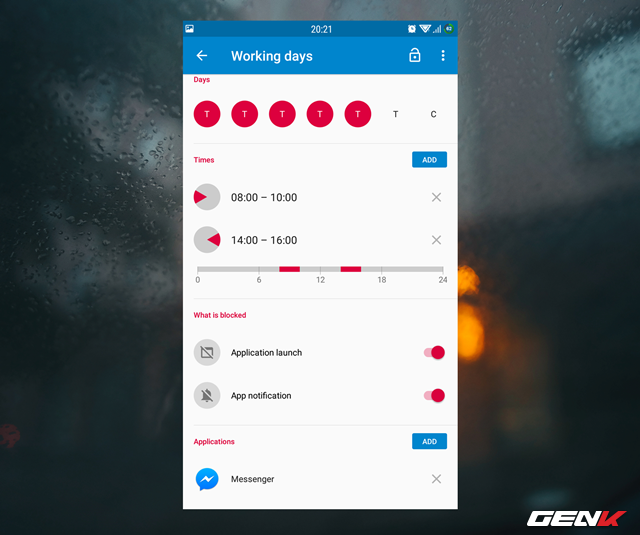 20:21
62
Working days
Days
T T T T T T C
Times
ADD
08:00 – 10:00
14:00 – 16:00
0 6 12 18 24
What is blocked
Application launch
App notification
Applications
ADD
Messenger
GENK